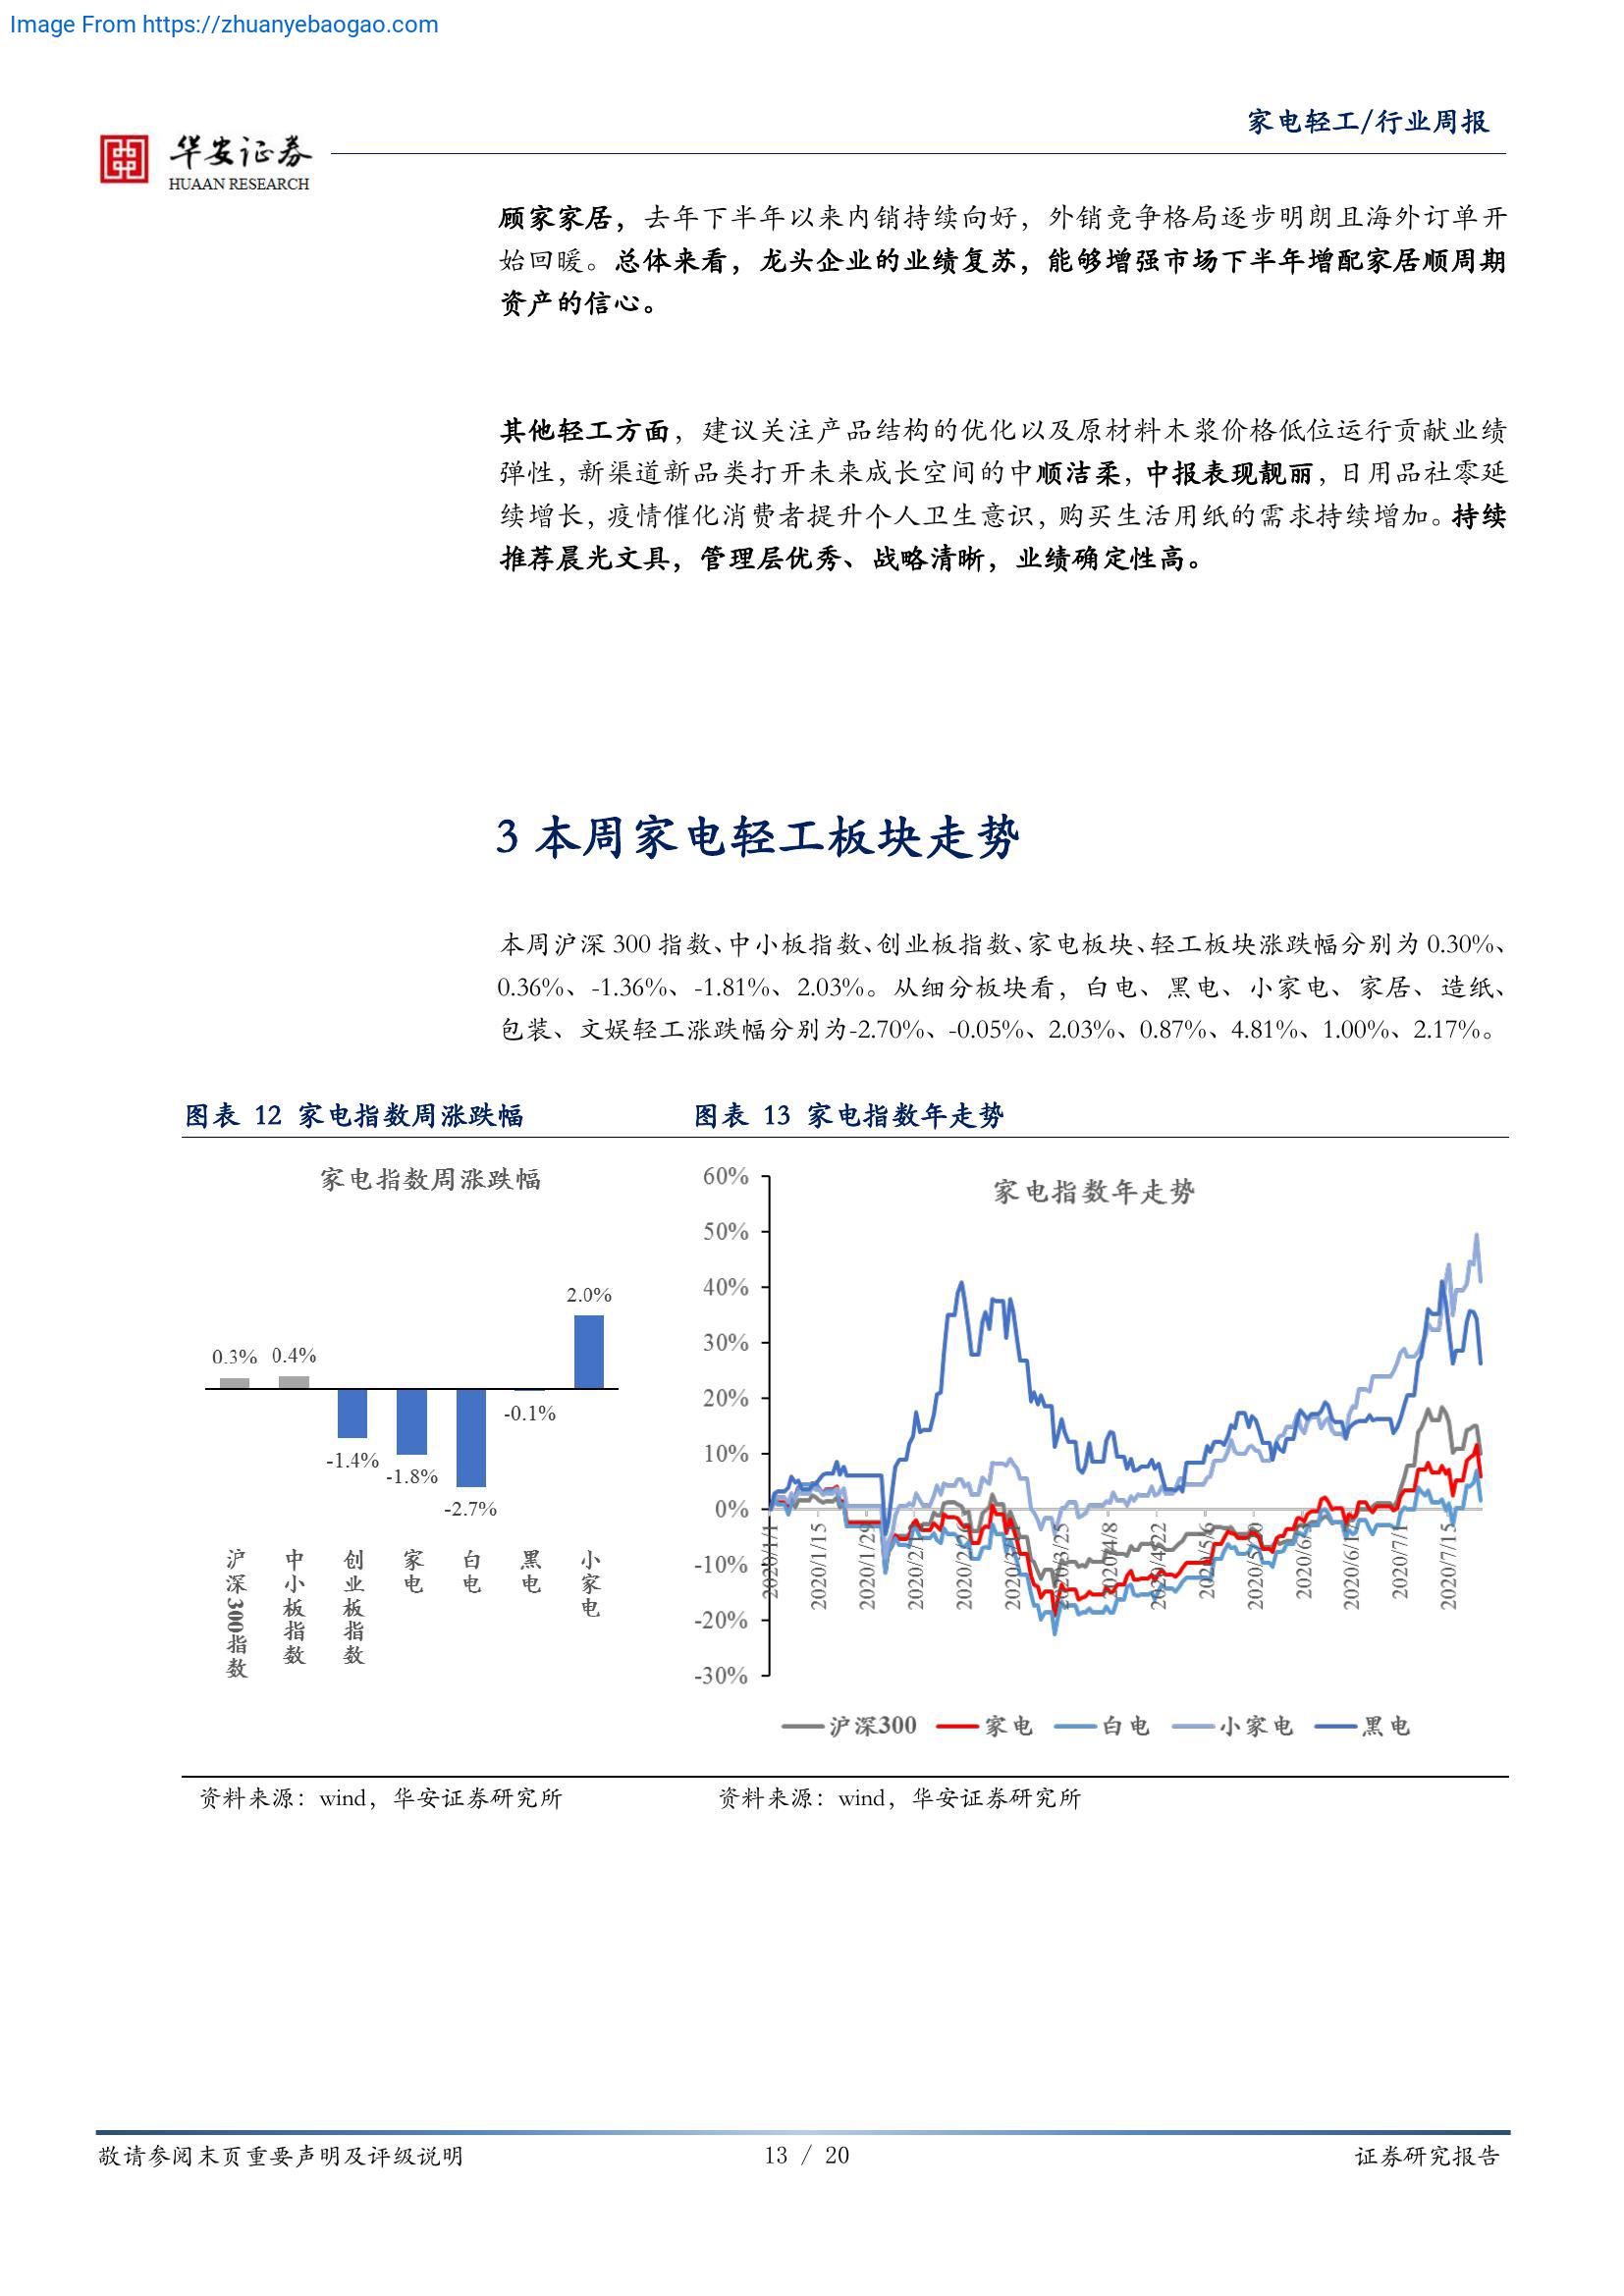 Image From https://zhuanyebaogao.com
家电轻工/行业周报
华安证券
HUAAN RESEARCH
顾家家居，去年下半年以来内销持续向好，外销竞争格局逐步明朗且海外订单开
始回暖。总体来看，龙头企业的业绩复苏，能够增强市场下半年增配家居顺周期
资产的信心。
其他轻工方面，建议关注产品结构的优化以及原材料木浆价格低位运行贡献业绩
弹性，新渠道新品类打开未来成长空间的中顺洁柔，中报表现靓丽，日用品社零延
续增长，疫情催化消费者提升个人卫生意识，购买生活用纸的需求持续增加。持续
推荐晨光文具，管理层优秀、战略清晰，业绩确定性高。
3 本周家电轻工板块走势
本周沪深 300 指数、中小板指数、创业板指数、家电板块、轻工板块涨跌幅分别为 0.30%、
0.36%、-1.36%、-1.81%、2.03%。从细分板块看，白电、黑电、小家电、家居、造纸、
包装、文娱轻工涨跌幅分别为-2.70%、-0.05%、2.03%、0.87%、4.81%、1.00%、2.17%。
图表 12 家电指数周涨跌幅
家电指数周涨跌幅
0.3%
0.4%
-1.4%
-1.8%
-2.7%
-0.1%
2.0%
沪深300指数
中小板指数
创业板指数
家电
白电
黑电
小家电
图表 13 家电指数年走势
家电指数年走势
60%
50%
40%
30%
20%
10%
0%
-10%
-20%
-30%
2020/1/1
2020/1/15
2020/1/29
2020/3/25
2020/4/8
2020/4/22
2020/5/6
2020/5/20
2020/7/1
2020/7/15
沪深300
家电
白电
小家电
黑电
资料来源：wind，华安证券研究所
资料来源：wind，华安证券研究所
敬请参阅末页重要声明及评级说明
13 / 20
证券研究报告